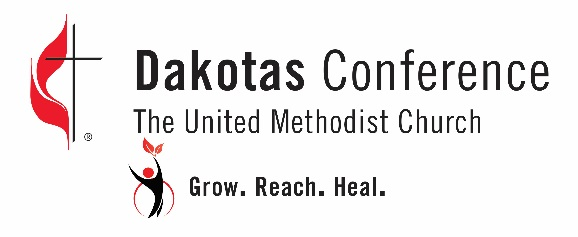 Dakotas Conference
The United Methodist Church
®
Grow. Reach. Heal.